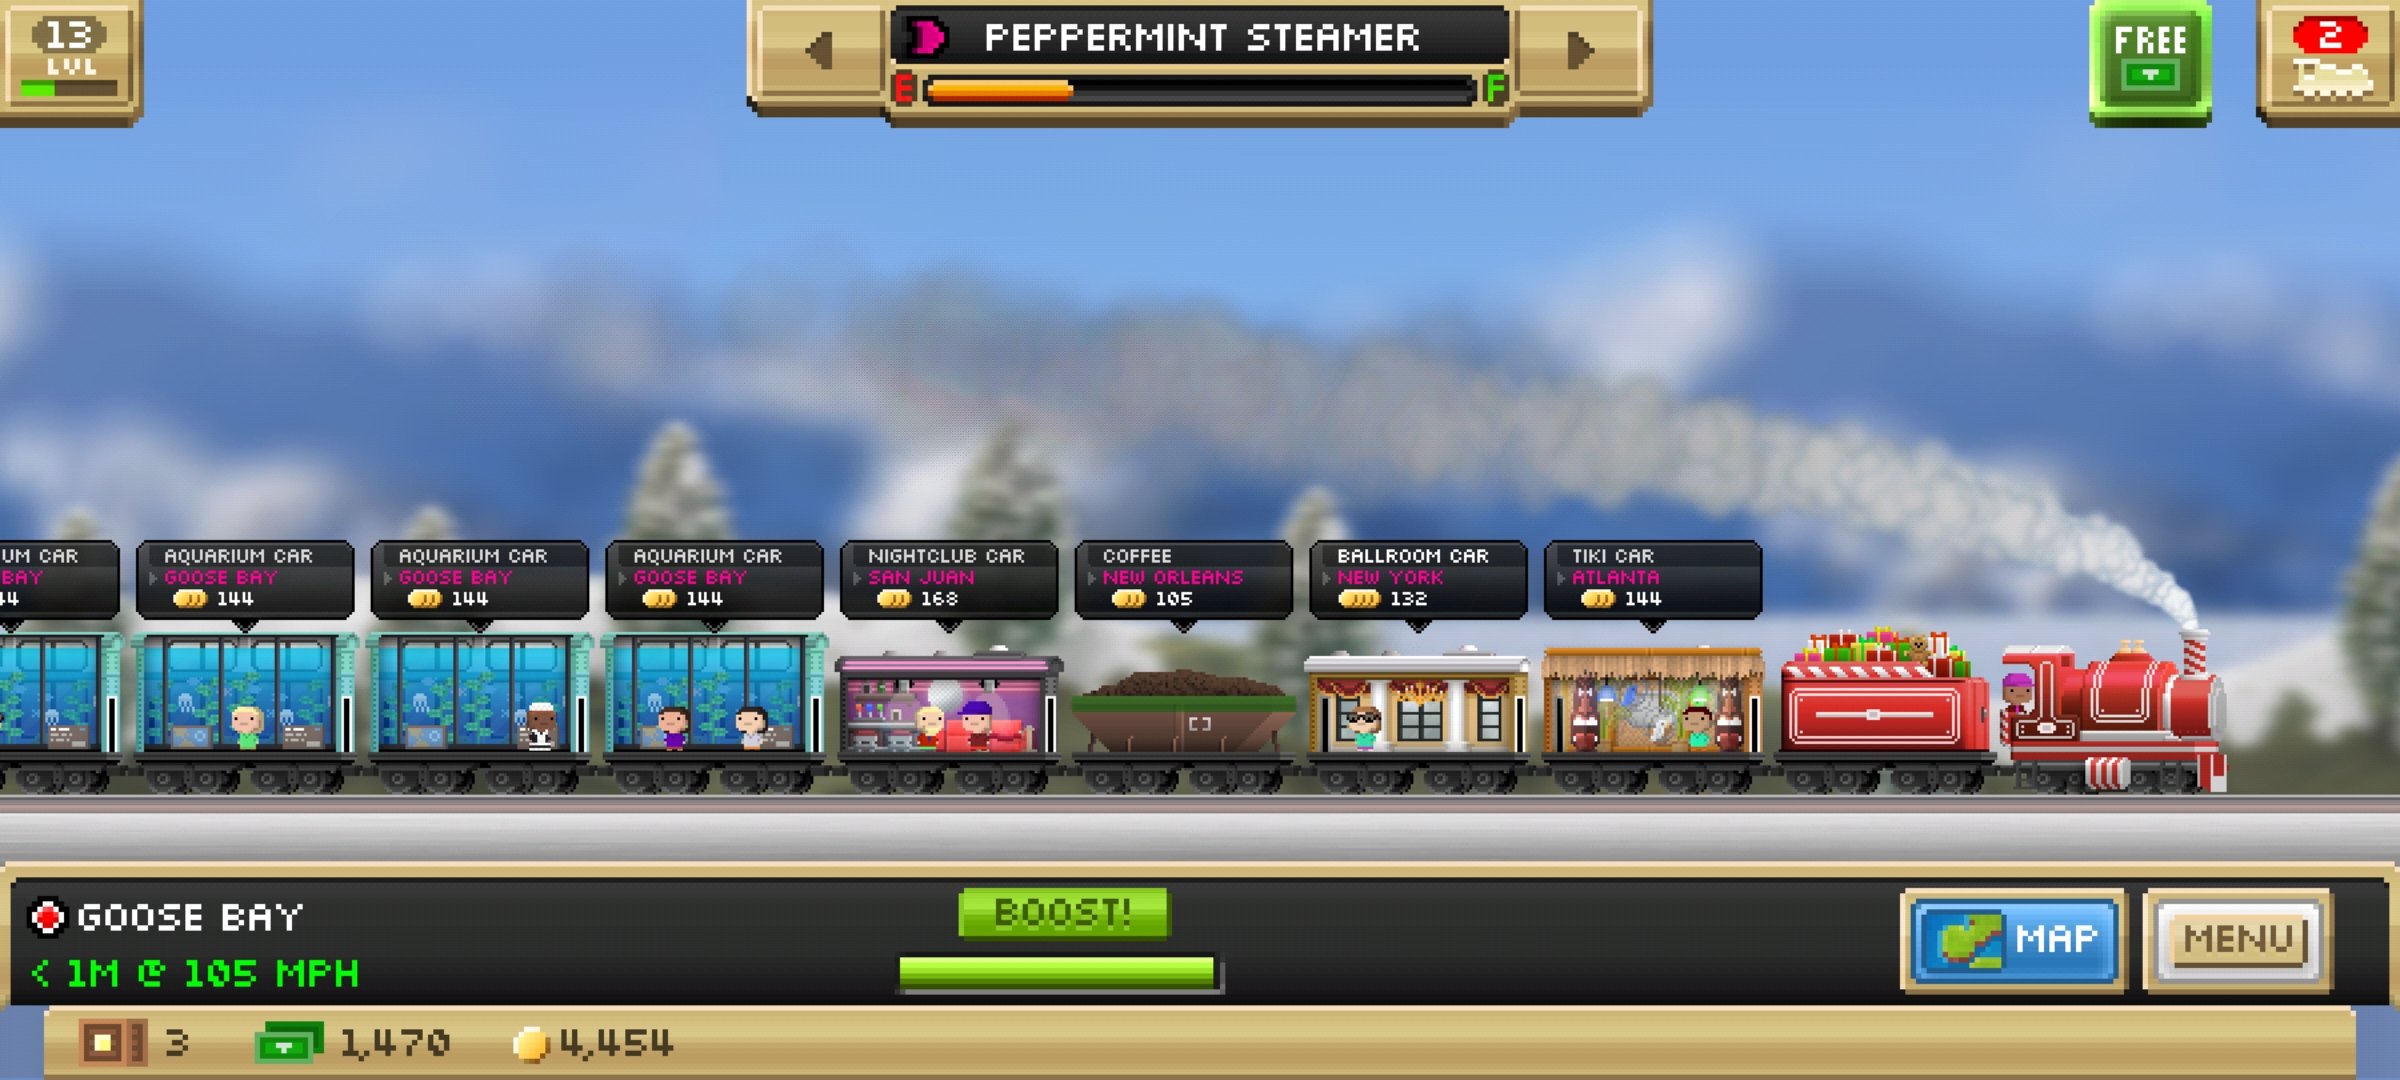 13
LVL
PEPPERMINT STEAMER
E F
FREE
2
UM CAR
BAY
44
AQUARIUM CAR
GOOSE BAY
144
AQUARIUM CAR
GOOSE BAY
144
AQUARIUM CAR
GOOSE BAY
144
NIGHTCLUB CAR
SAN JUAN
168
COFFEE
NEW ORLEANS
105
BALLROOM CAR
NEW YORK
132
TIKI CAR
ATLANTA
144
GOOSE BAY
< 1M @ 105 MPH
BOOST!
MAP
MENU
3
1,470
4,454